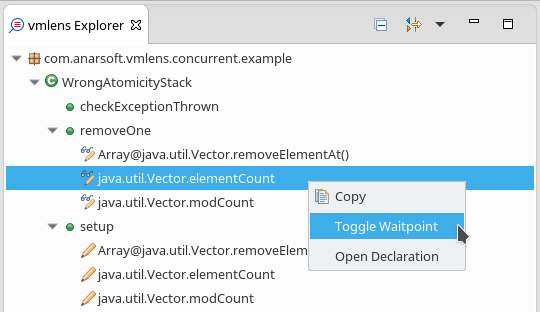 vmlens Explorer
com.anarsoft.vmlens.concurrent.example
WrongAtomicityStack
checkExceptionThrown
removeOne
Array@java.util.Vector.removeElementAt()
java.util.Vector.elementCount
java.util.Vector.modCount
setup
Array@java.util.Vector.removeElem
java.util.Vector.elementCount
java.util.Vector.modCount
Copy
Toggle Waitpoint
Open Declaration